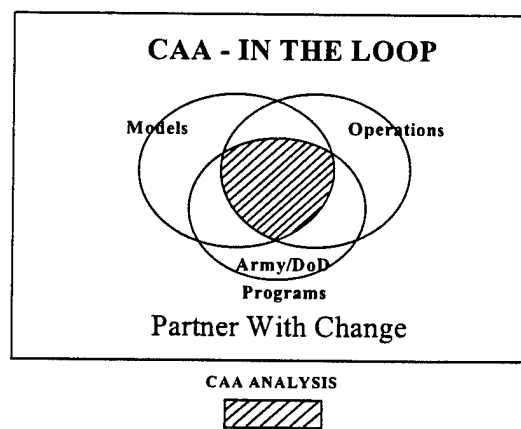 CAA - IN THE LOOP
Models
Operations
Army/DoD
Programs
Partner With Change
CAA ANALYSIS